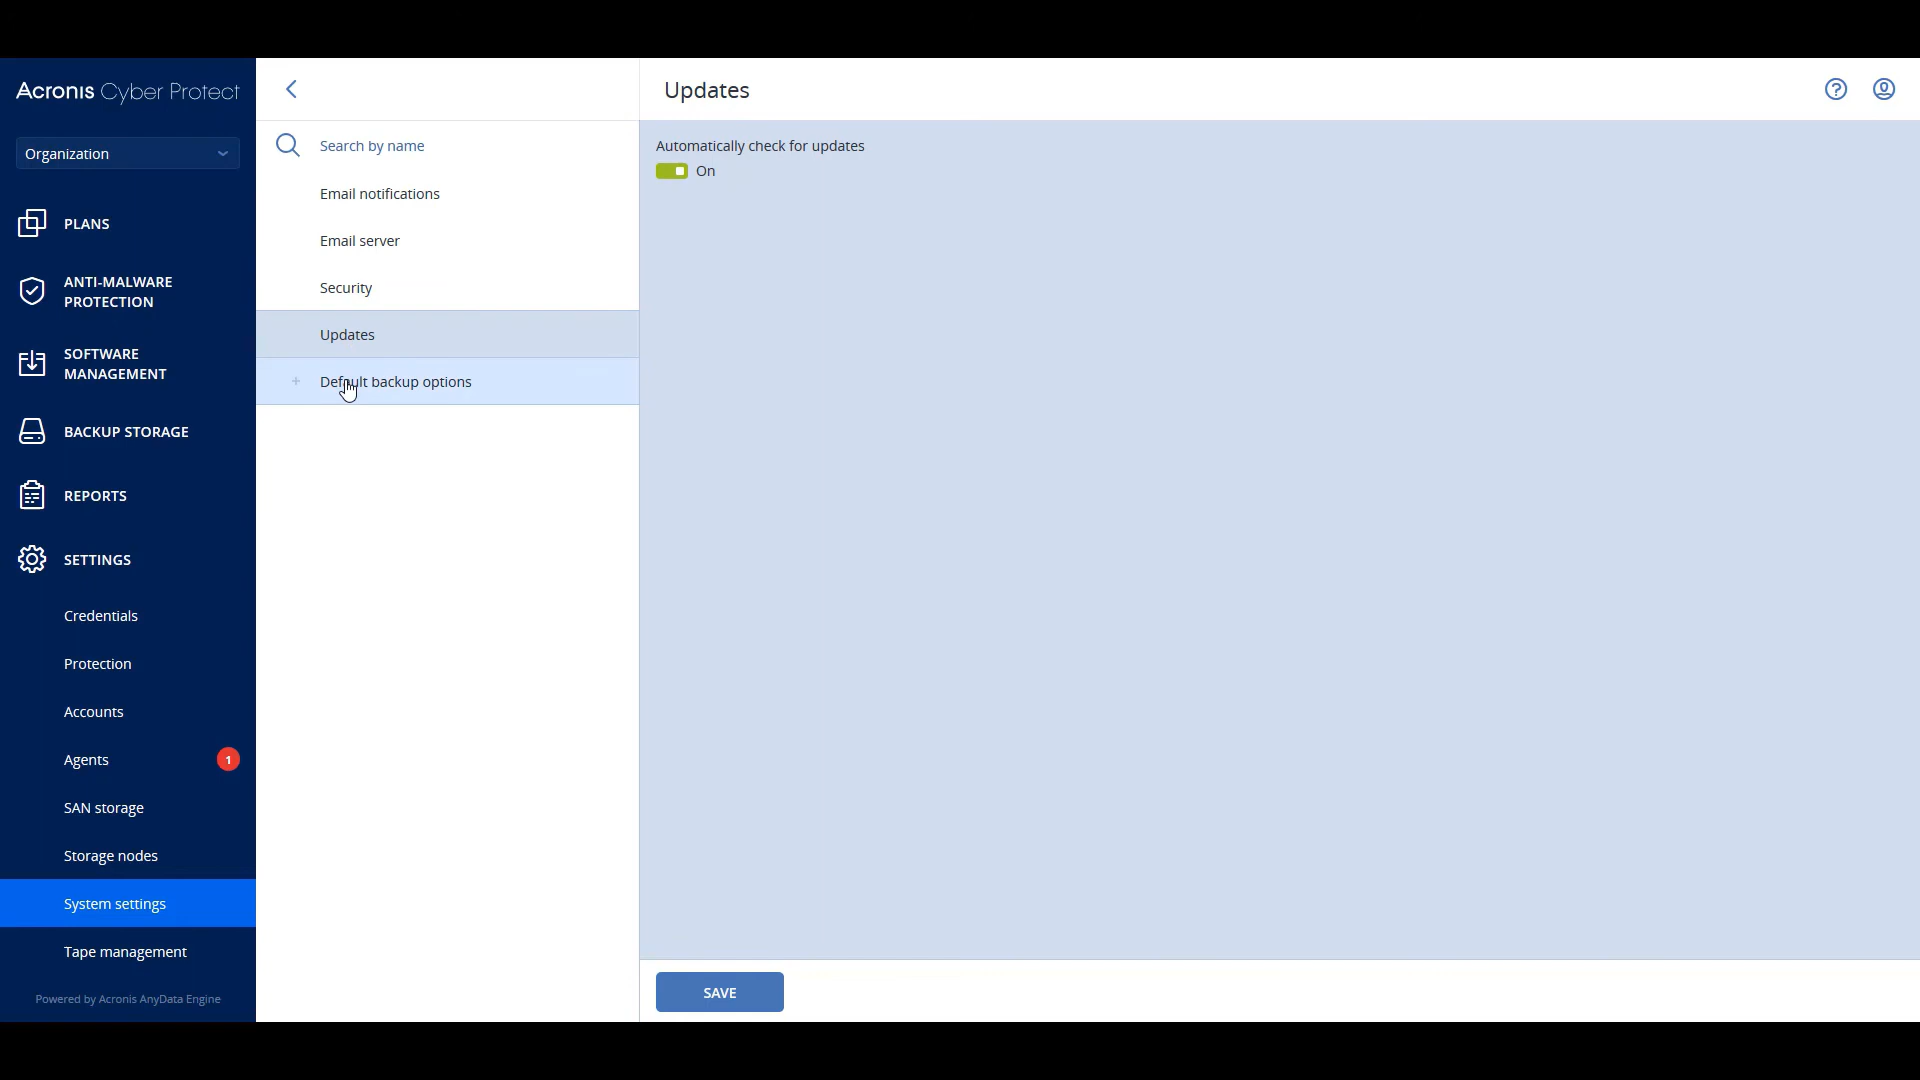 Acronis Cyber Protect
Organization
PLANS
ANTI-MALWARE
PROTECTION
SOFTWARE
MANAGEMENT
BACKUP STORAGE
REPORTS
SETTINGS
Credentials
Protection
Accounts
Agents 1
SAN storage
Storage nodes
System settings
Tape management
Powered by Acronis AnyData Engine
Search by name
Email notifications
Email server
Security
Updates
Default backup options
Updates
Automatically check for updates
On
SAVE